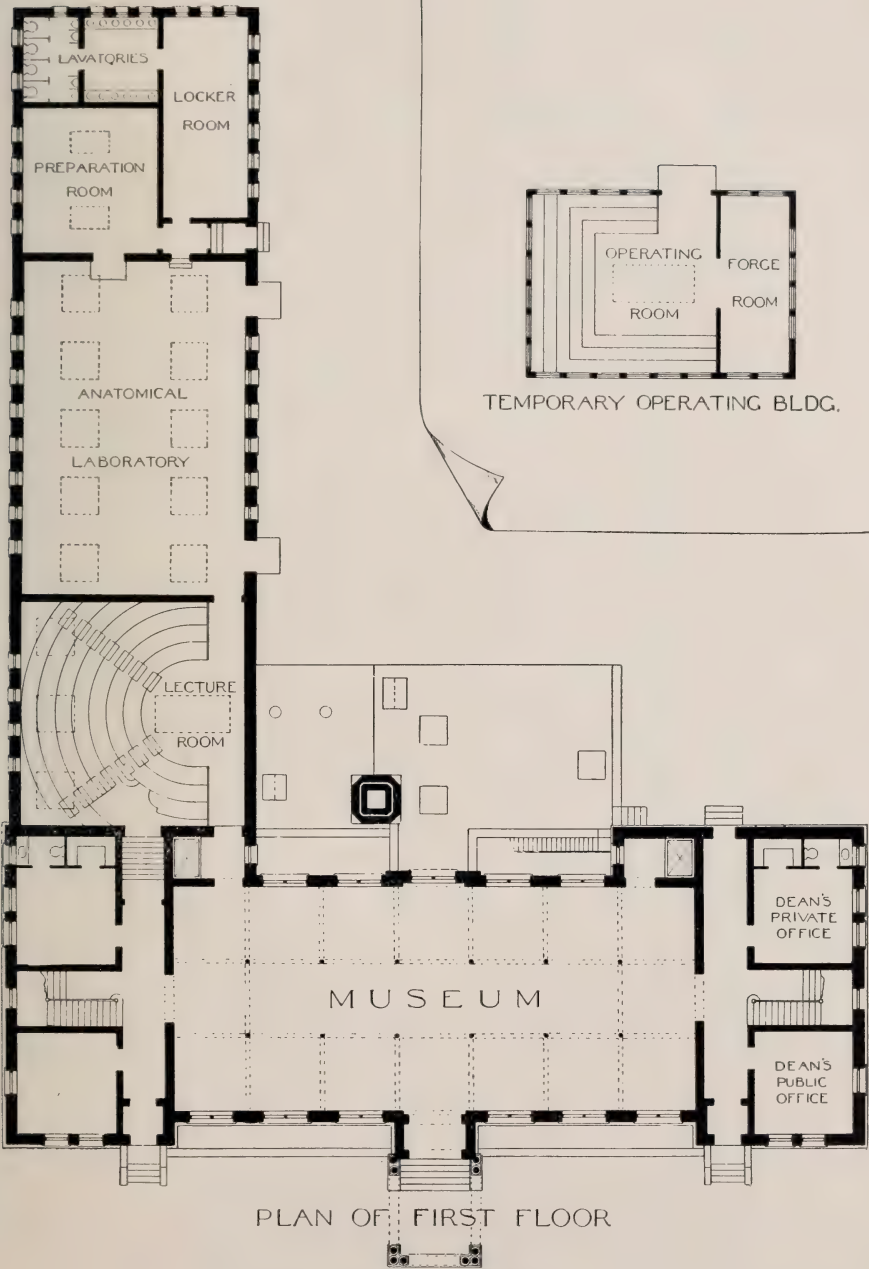 LAVATORIES
LOCKER
ROOM
PREPARATION
ROOM
OPERATING
ROOM
FORGE
ROOM
TEMPORARY OPERATING BLDG.
ANATOMICAL
LABORATORY
LECTURE
ROOM
DEAN'S
PRIVATE
OFFICE
MUSEUM
DEAN'S
PUBLIC
OFFICE
PLAN OF FIRST FLOOR